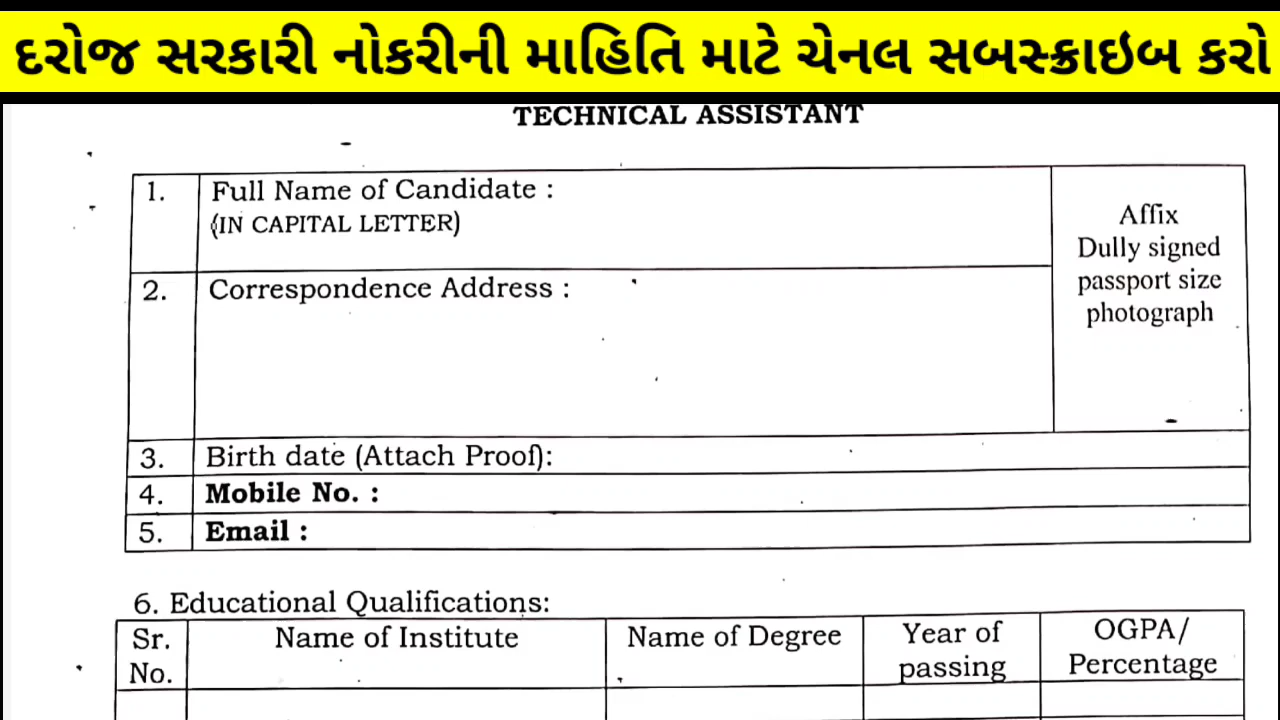 દરોજ સરકારી નોકરીની માહિતિ માટે ચેનલ સબસ્ક્રાઇબ કરો
TECHNICAL ASSISTANT
1. Full Name of Candidate :
(IN CAPITAL LETTER)
Affix
Dully signed
passport size
photograph
2. Correspondence Address :
3. Birth date (Attach Proof):
4. Mobile No. :
5. Email :
6. Educational Qualifications:
Sr. No. Name of Institute Name of Degree Year of passing OGPA/ Percentage